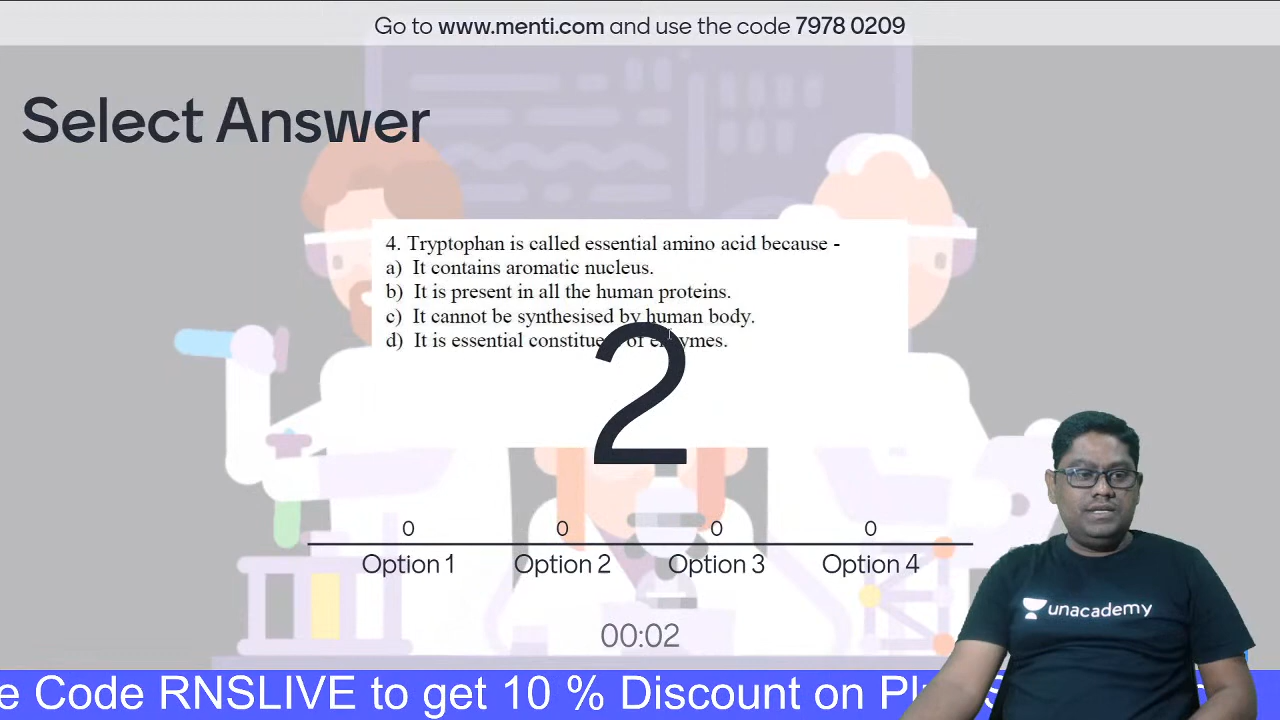 Go to www.menti.com and use the code 7978 0209
Select Answer
4. Tryptophan is called essential amino acid because -
a) It contains aromatic nucleus.
b) It is present in all the human proteins.
c) It cannot be synthesised by human body.
d) It is essential of
2
0 0 0 0
Option 1 Option 2 Option 3 Option 4
00:02
unacademy
Code RNSLIVE to get 10 % Discount on